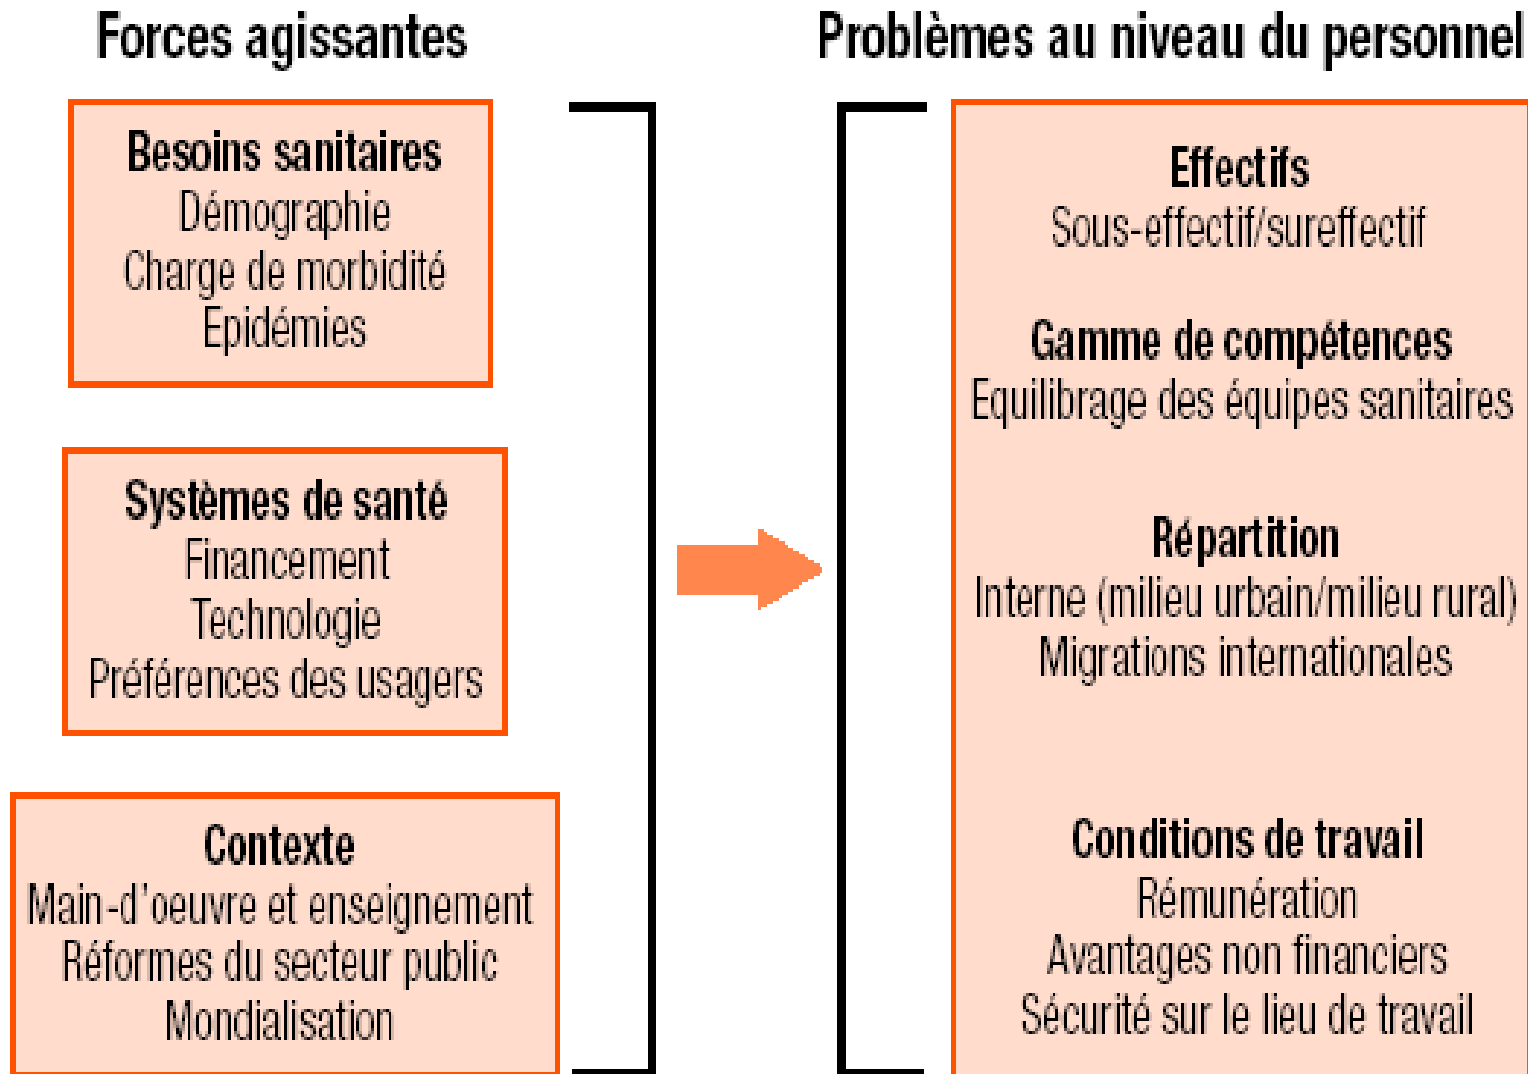 Forces agissantes
Besoins sanitaires
Démographie
Charge de morbidité
Epidémies
Systèmes de santé
Financement
Technologie
Préférences des usagers
Contexte
Main-d'oeuvre et enseignement
Réformes du secteur public
Mondialisation
Problèmes au niveau du personnel
Effectifs
Sous-effectif/sureffectif
Gamme de compétences
Equilibrage des équipes sanitaires
Répartition
Interne (milieu urbain/milieu rural)
Migrations internationales
Conditions de travail
Rémunération
Avantages non financiers
Sécurité sur le lieu de travail